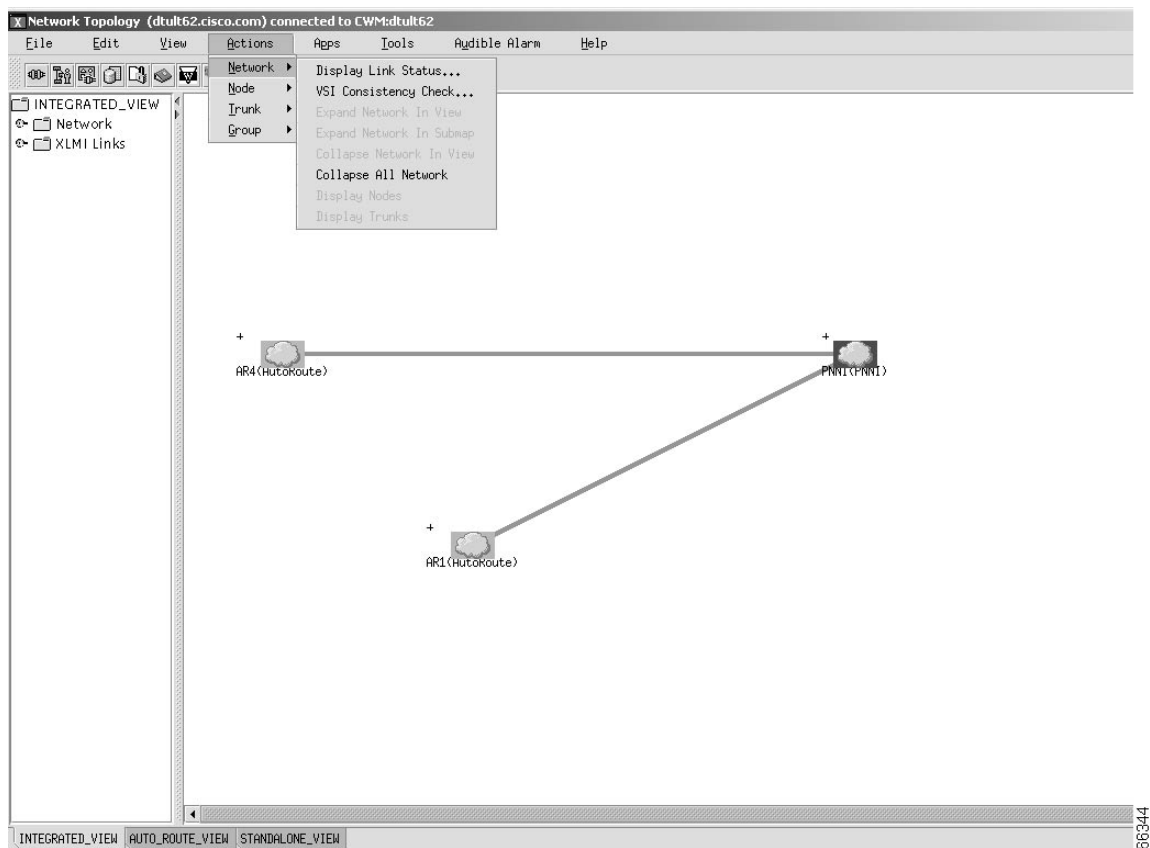 X Network Topology (dtult62.cisco.com) connected to CWM:dtult62
File Edit View Actions Apps Tools Audible Alarm Help
INTEGRATED_VIEW
Network
XLMI Links
Network
Node
Trunk
Group
Display Link Status...
VSI Consistency Check...
Expand Network In View
Expand Network In Submap
Collapse Network In View
Collapse All Network
Display Nodes
Display Trunks
+
AR4(AutoRoute)
+
PNNI(PNNI)
+
AR1(AutoRoute)
INTEGRATED_VIEW AUTO_ROUTE_VIEW STANDALONE_VIEW
66344